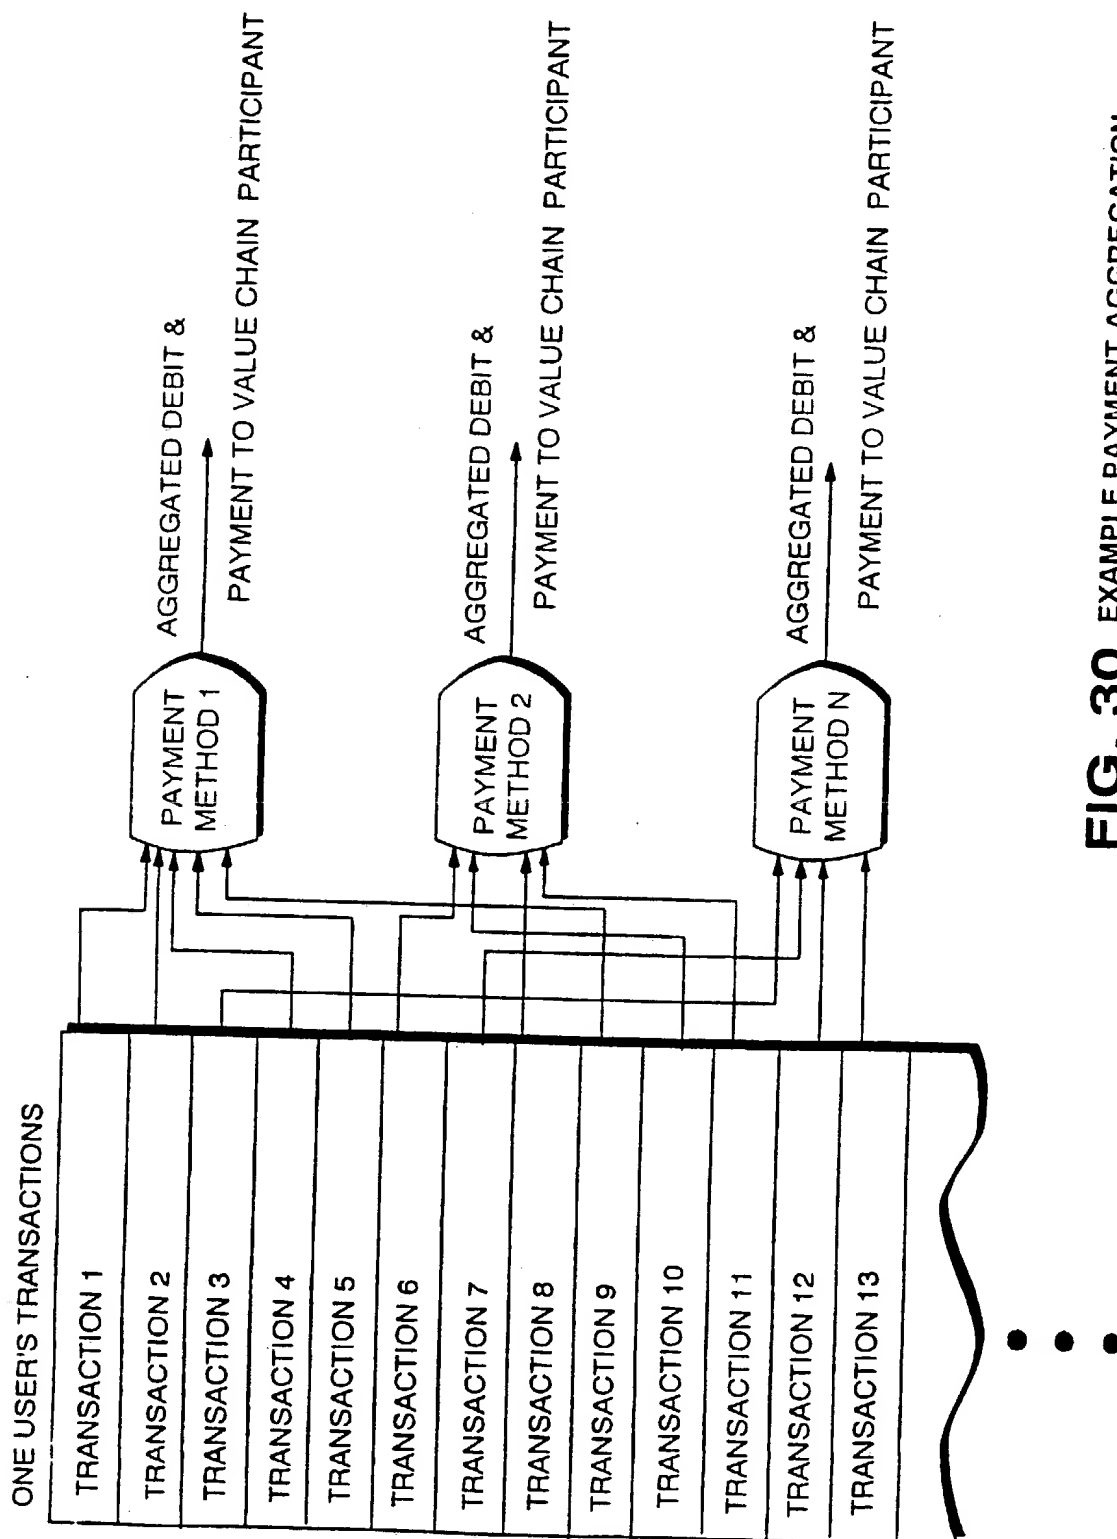 ONE USER'S TRANSACTIONS
TRANSACTION 1
TRANSACTION 2
TRANSACTION 3
TRANSACTION 4
TRANSACTION 5
TRANSACTION 6
TRANSACTION 7
TRANSACTION 8
TRANSACTION 9
TRANSACTION 10
TRANSACTION 11
TRANSACTION 12
TRANSACTION 13
PAYMENT
METHOD 1
AGGREGATED DEBIT &
PAYMENT TO VALUE CHAIN PARTICIPANT
PAYMENT
METHOD 2
AGGREGATED DEBIT &
PAYMENT TO VALUE CHAIN PARTICIPANT
PAYMENT
METHOD N
AGGREGATED DEBIT &
PAYMENT TO VALUE CHAIN PARTICIPANT
FIG. 30 EXAMPLE PAYMENT AGGREGATION